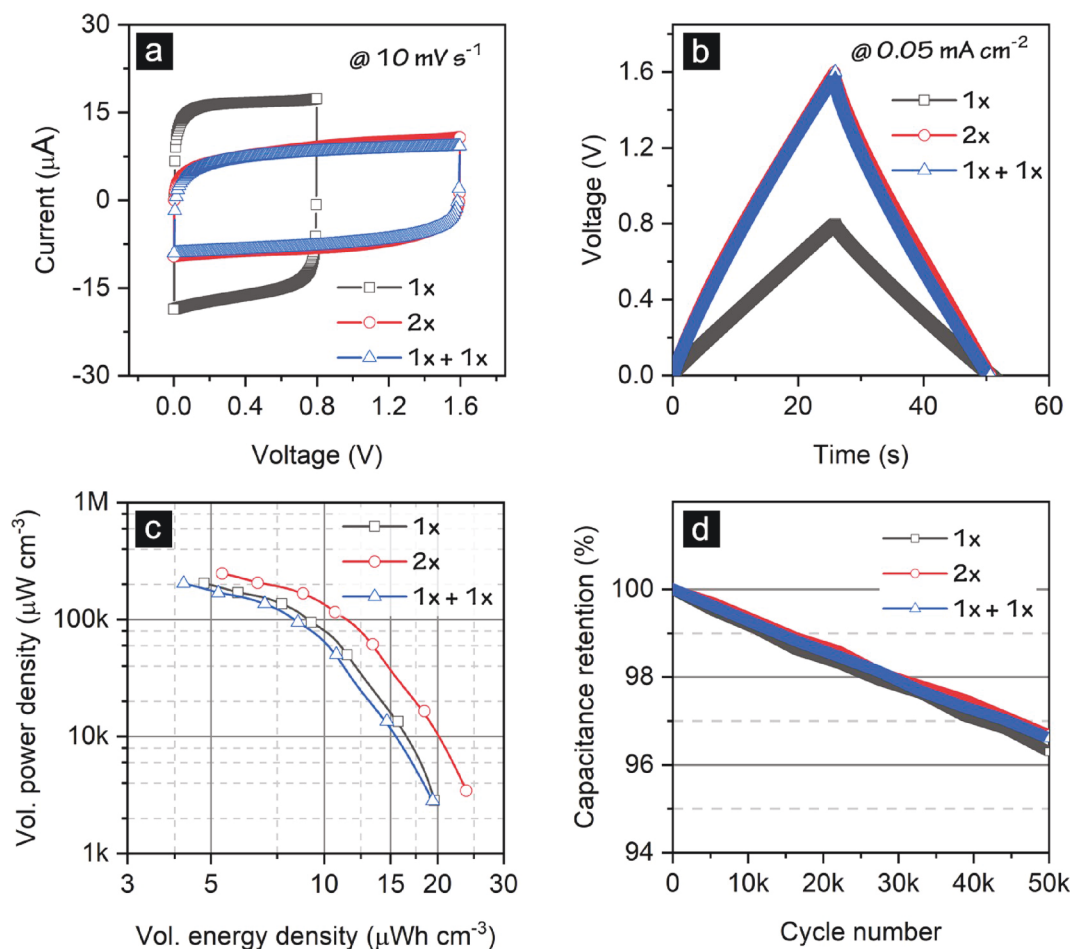 a
@ 10 mV s⁻¹
30
15
0
-15
-30
Current (μA)
1x
2x
1x + 1x
0.0 0.4 0.8 1.2 1.6
Voltage (V)
b
@ 0.05 mA cm⁻²
1.6
1.2
0.8
0.4
0.0
Voltage (V)
1x
2x
1x + 1x
0 20 40 60
Time (s)
c
1M
100k
10k
1k
Vol. power density (μW cm⁻³)
1x
2x
1x + 1x
3 5 10 15 20 30
Vol. energy density (μWh cm⁻³)
d
100
98
96
94
Capacitance retention (%)
1x
2x
1x + 1x
0 10k 20k 30k 40k 50k
Cycle number